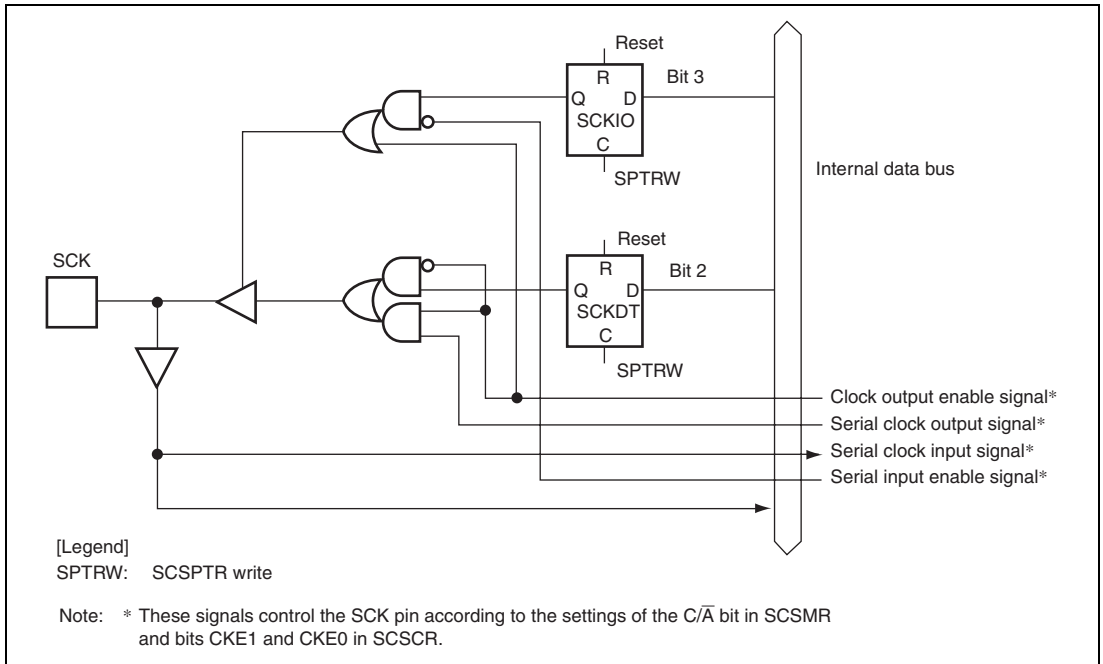 Reset
R
Bit 3
Q D
SCKIO
C
SPTRW
Internal data bus
Reset
R
Bit 2
SCK
Q D
SCKDT
C
SPTRW
Clock output enable signal*
Serial clock output signal*
Serial clock input signal*
Serial input enable signal*
[Legend]
SPTRW: SCSPTR write
Note: * These signals control the SCK pin according to the settings of the C/A̅ bit in SCSMR
and bits CKE1 and CKE0 in SCSCR.